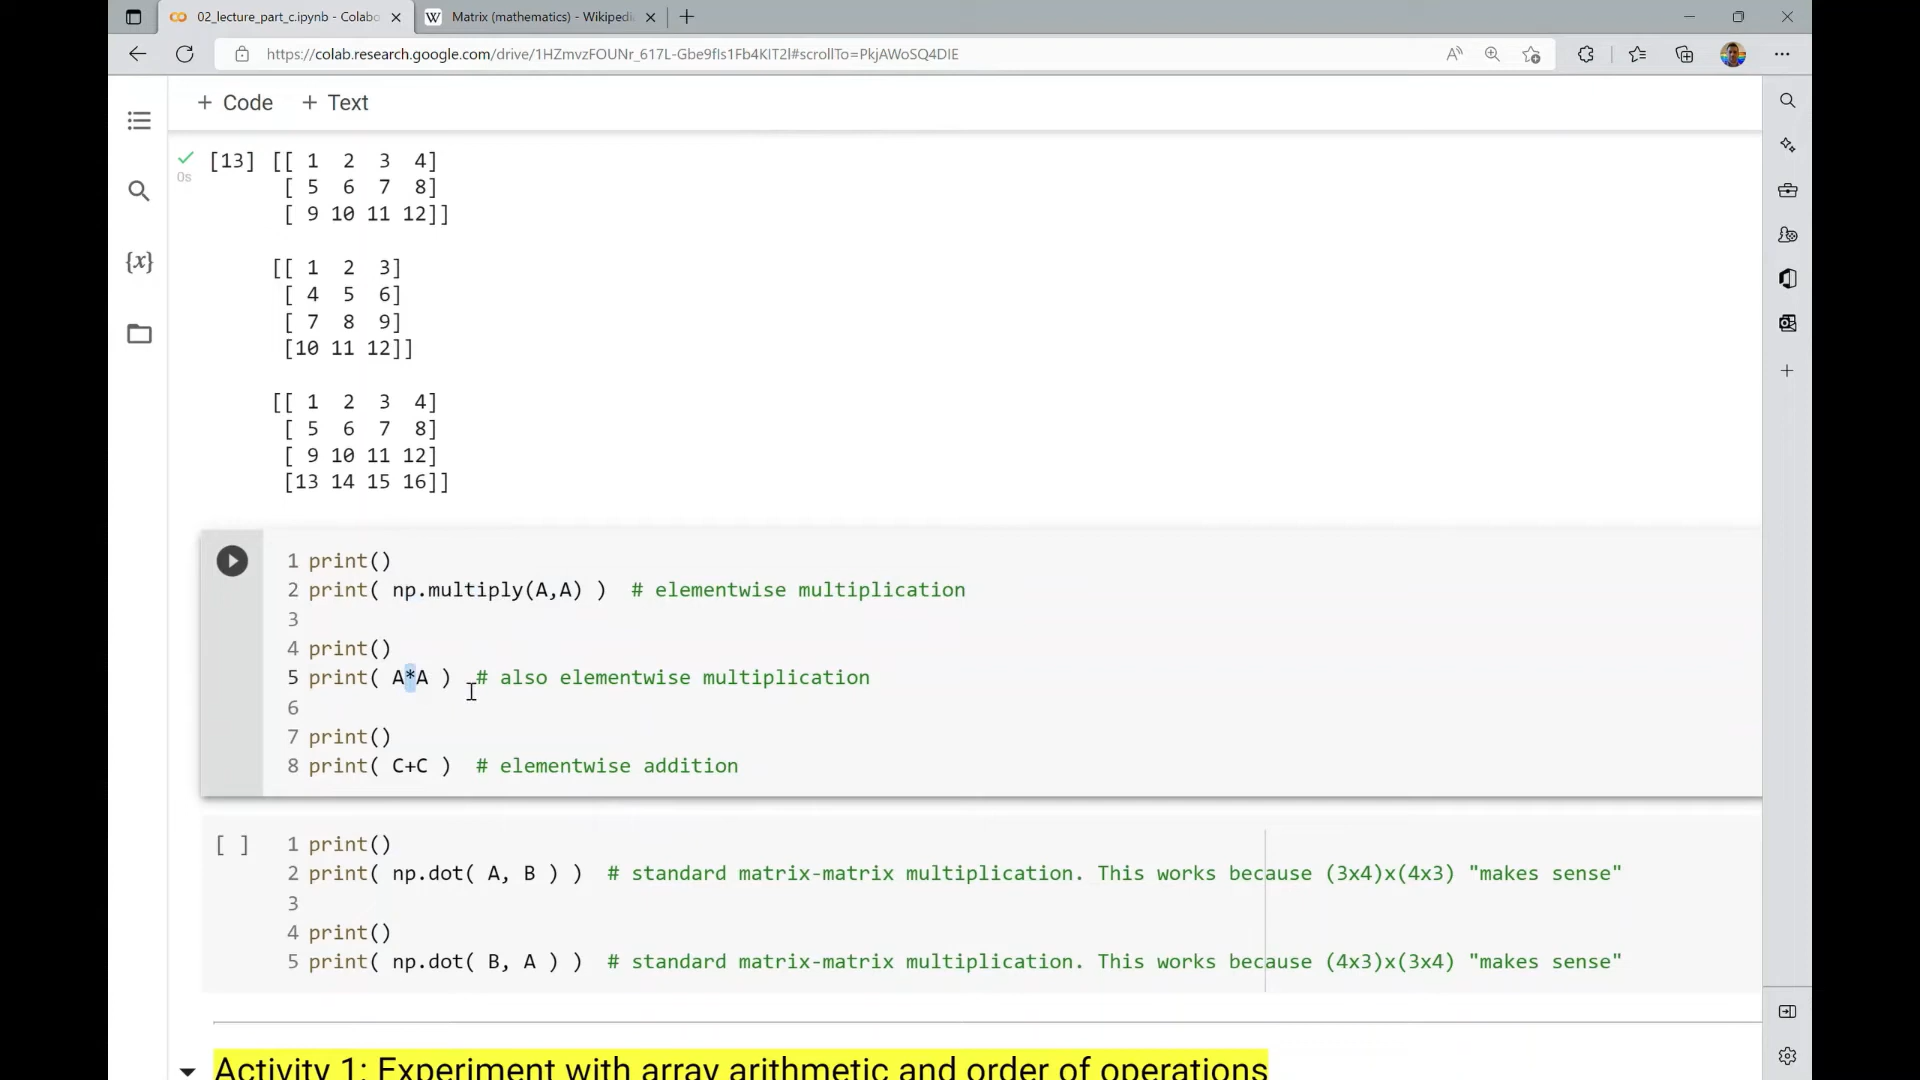 02_lecture_part_c.ipynb - Colabo
Matrix (mathematics) - Wikipedi
https://colab.research.google.com/drive/1HZmvzFOUNr_617L-Gbe9fIs1Fb4KIT2I#scrollTo=PkjAWoSQ4DIE
+ Code + Text
[13] [[ 1 2 3 4]
0s
[ 5 6 7 8]
[ 9 10 11 12]]
[[ 1 2 3]
[ 4 5 6]
[ 7 8 9]
[10 11 12]]
[[ 1 2 3 4]
[ 5 6 7 8]
[ 9 10 11 12]
[13 14 15 16]]
1 print()
2 print( np.multiply(A,A) ) # elementwise multiplication
3
4 print()
5 print( A*A ) # also elementwise multiplication
6
7 print()
8 print( C+C ) # elementwise addition
[ ] 1 print()
2 print( np.dot( A, B ) ) # standard matrix-matrix multiplication. This works because (3x4)x(4x3) "makes sense"
3
4 print()
5 print( np.dot( B, A ) ) # standard matrix-matrix multiplication. This works because (4x3)x(3x4) "makes sense"
Activity 1: Experiment with array arithmetic and order of operations